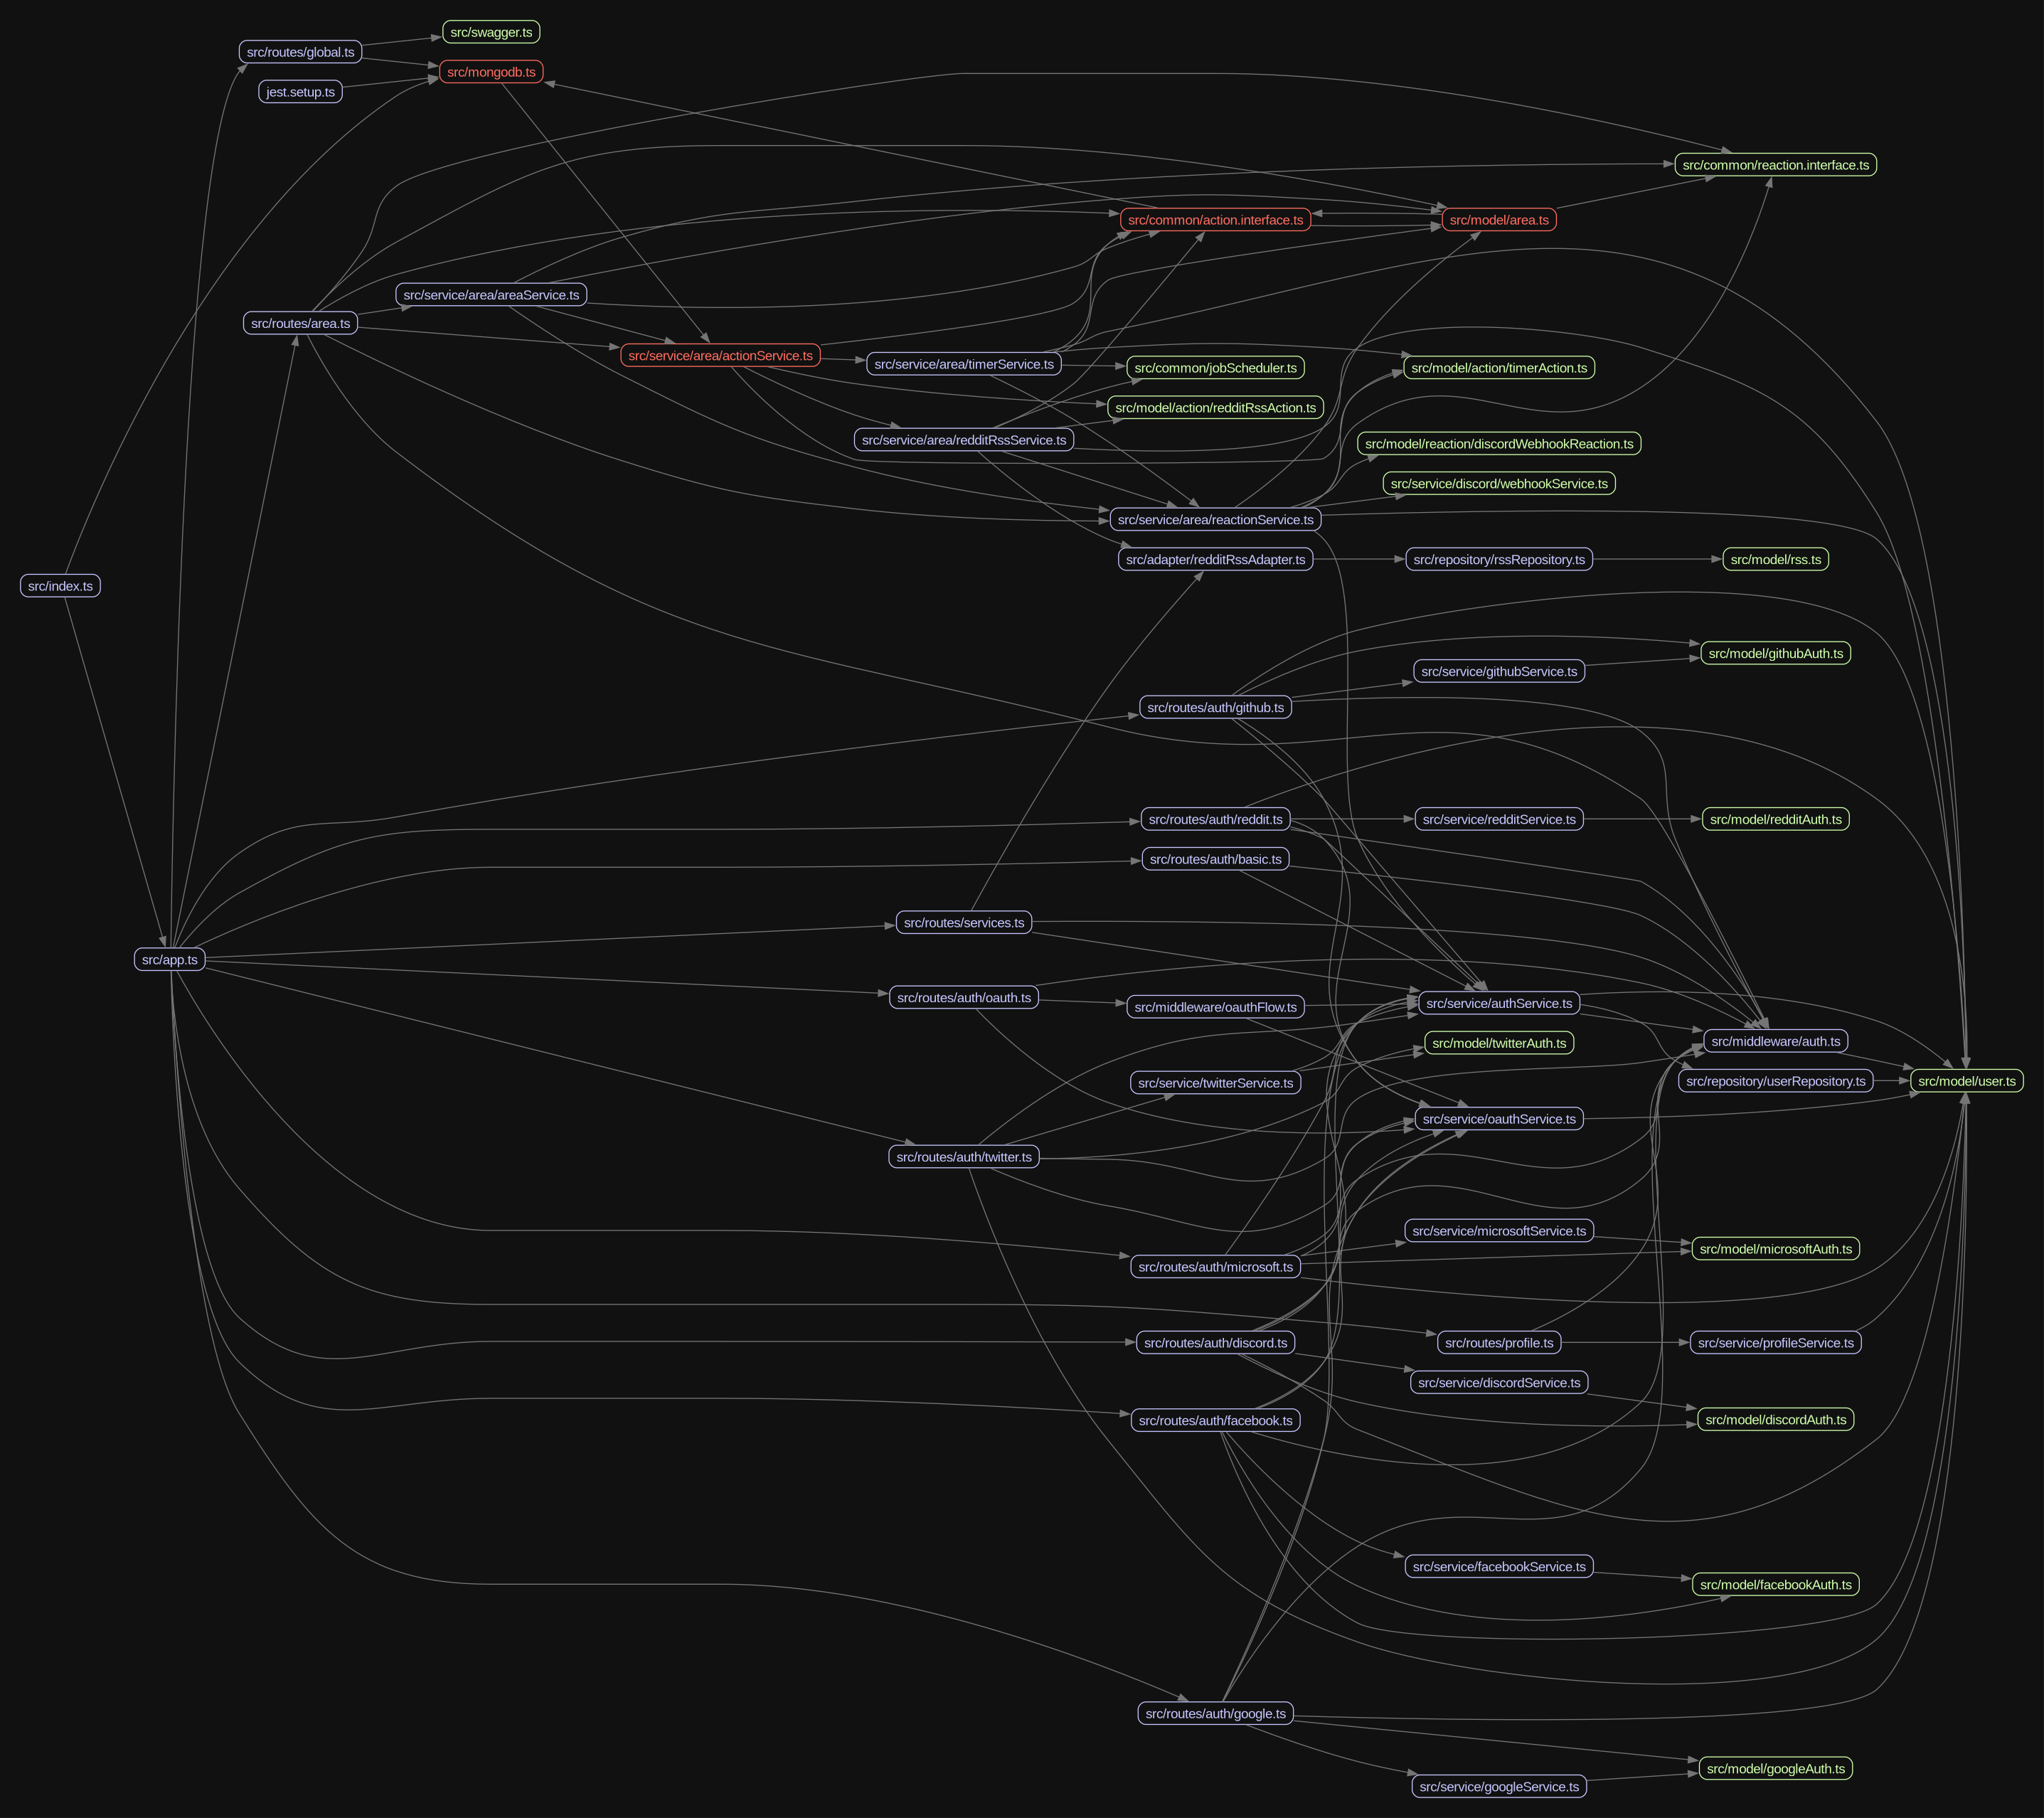 src/swagger.ts
src/routes/global.ts
src/mongodb.ts
jest.setup.ts
src/common/reaction.interface.ts
src/common/action.interface.ts
src/model/area.ts
src/service/area/areaService.ts
src/routes/area.ts
src/service/area/actionService.ts
src/service/area/timerService.ts
src/common/jobScheduler.ts
src/model/action/timerAction.ts
src/model/action/redditRssAction.ts
src/service/area/redditRssService.ts
src/model/reaction/discordWebhookReaction.ts
src/service/discord/webhookService.ts
src/service/area/reactionService.ts
src/adapter/redditRssAdapter.ts
src/repository/rssRepository.ts
src/model/rss.ts
src/index.ts
src/model/githubAuth.ts
src/service/githubService.ts
src/routes/auth/github.ts
src/routes/auth/reddit.ts
src/service/redditService.ts
src/model/redditAuth.ts
src/routes/auth/basic.ts
src/routes/services.ts
src/app.ts
src/routes/auth/oauth.ts
src/middleware/oauthFlow.ts
src/service/authService.ts
src/model/twitterAuth.ts
src/middleware/auth.ts
src/service/twitterService.ts
src/repository/userRepository.ts
src/model/user.ts
src/service/oauthService.ts
src/routes/auth/twitter.ts
src/service/microsoftService.ts
src/model/microsoftAuth.ts
src/routes/auth/microsoft.ts
src/routes/auth/discord.ts
src/routes/profile.ts
src/service/profileService.ts
src/service/discordService.ts
src/routes/auth/facebook.ts
src/model/discordAuth.ts
src/service/facebookService.ts
src/model/facebookAuth.ts
src/routes/auth/google.ts
src/model/googleAuth.ts
src/service/googleService.ts